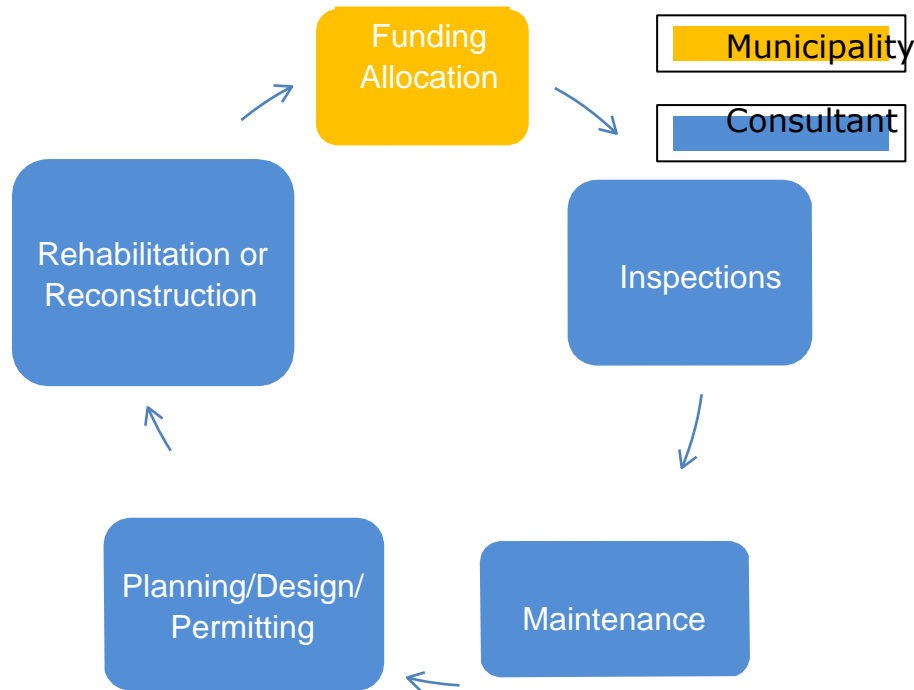 Funding
Allocation
Municipality
Consultant
Rehabilitation or
Reconstruction
Inspections
Planning/Design/
Permitting
Maintenance